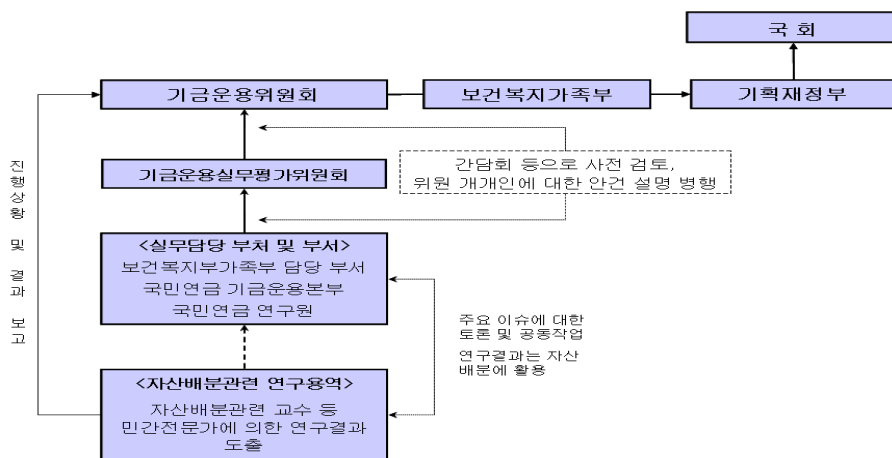 국 회
기금운용위원회
보건복지가족부
기획재정부
간담회 등으로 사전 검토,
위원 개개인에 대한 안건 설명 병행
기금운용실무평가위원회
진행상황 및 결과 보고
<실무담당 부처 및 부서>
보건복지부가족부 담당 부서
국민연금 기금운용본부
국민연금 연구원
주요 이슈에 대한
토론 및 공동작업
연구결과는 자산
배분에 활용
<자산배분관련 연구용역>
자산배분관련 교수 등
민간전문가에 의한 연구결과
도출